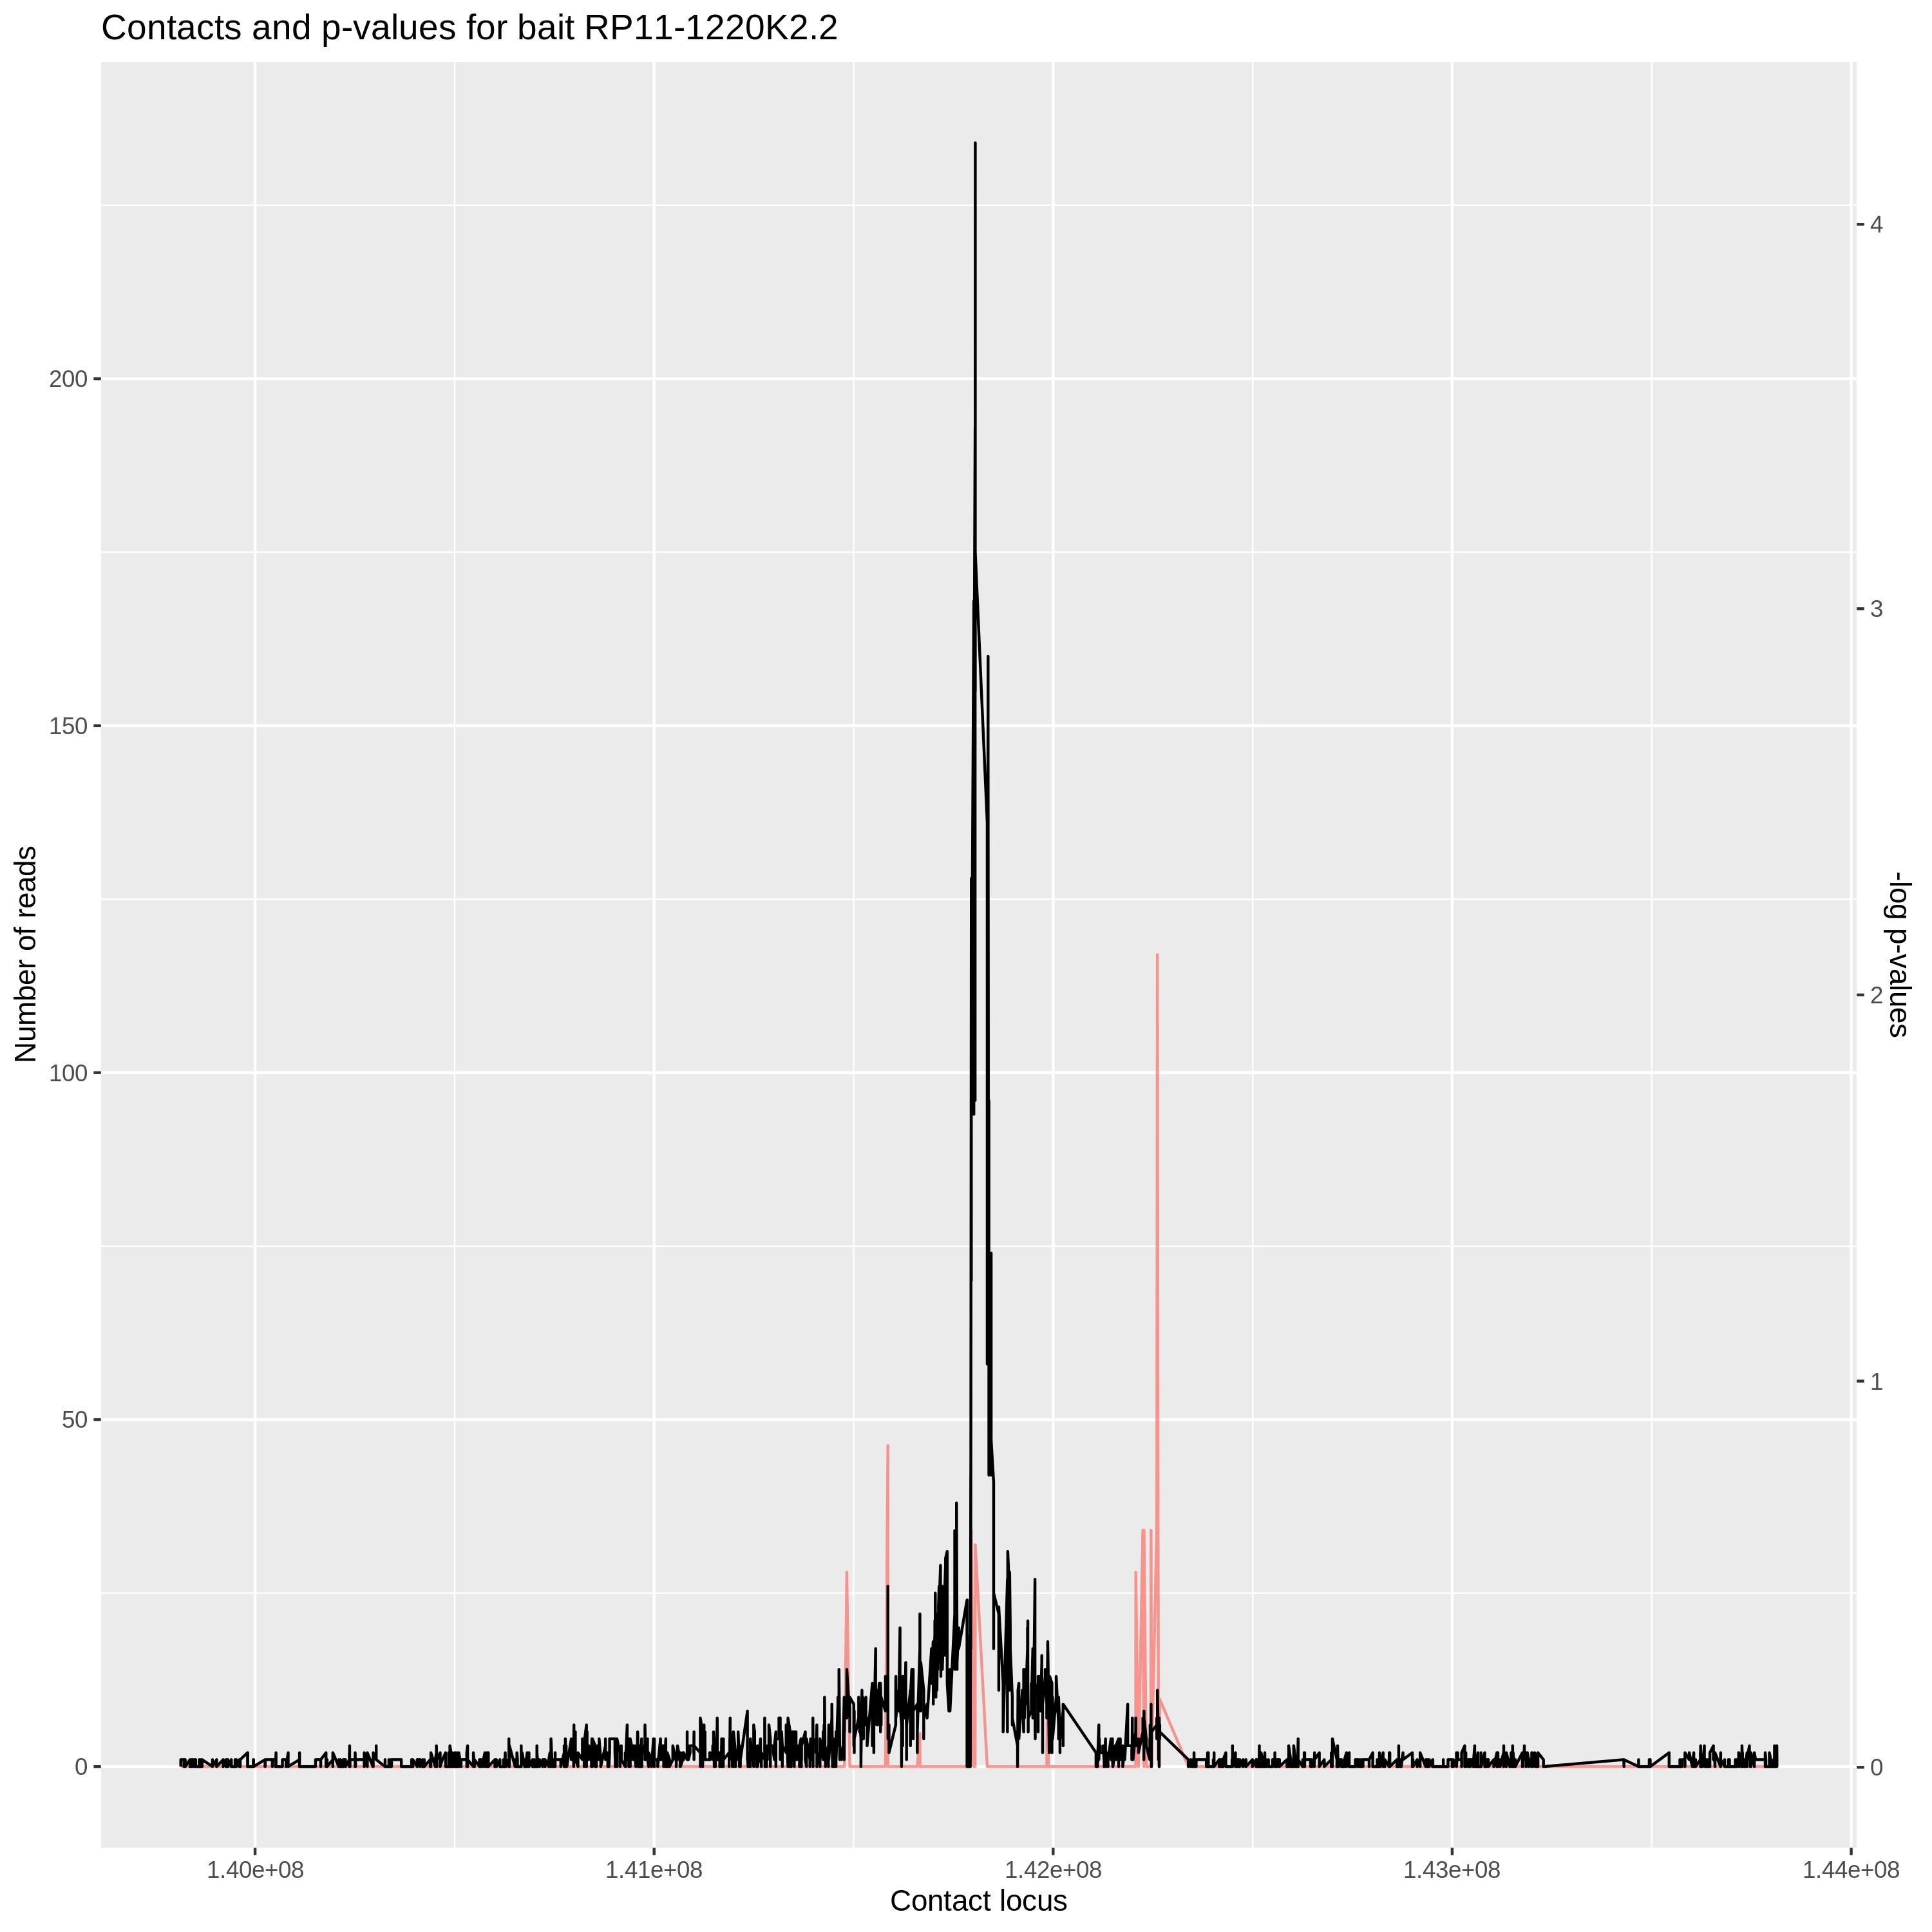 Contacts and p-values for bait RP11-1220K2.2
Number of reads
200
150
100
50
0
4
3
2
1
0
-log p-values
1.40e+08
1.41e+08
1.42e+08
1.43e+08
1.44e+08
Contact locus